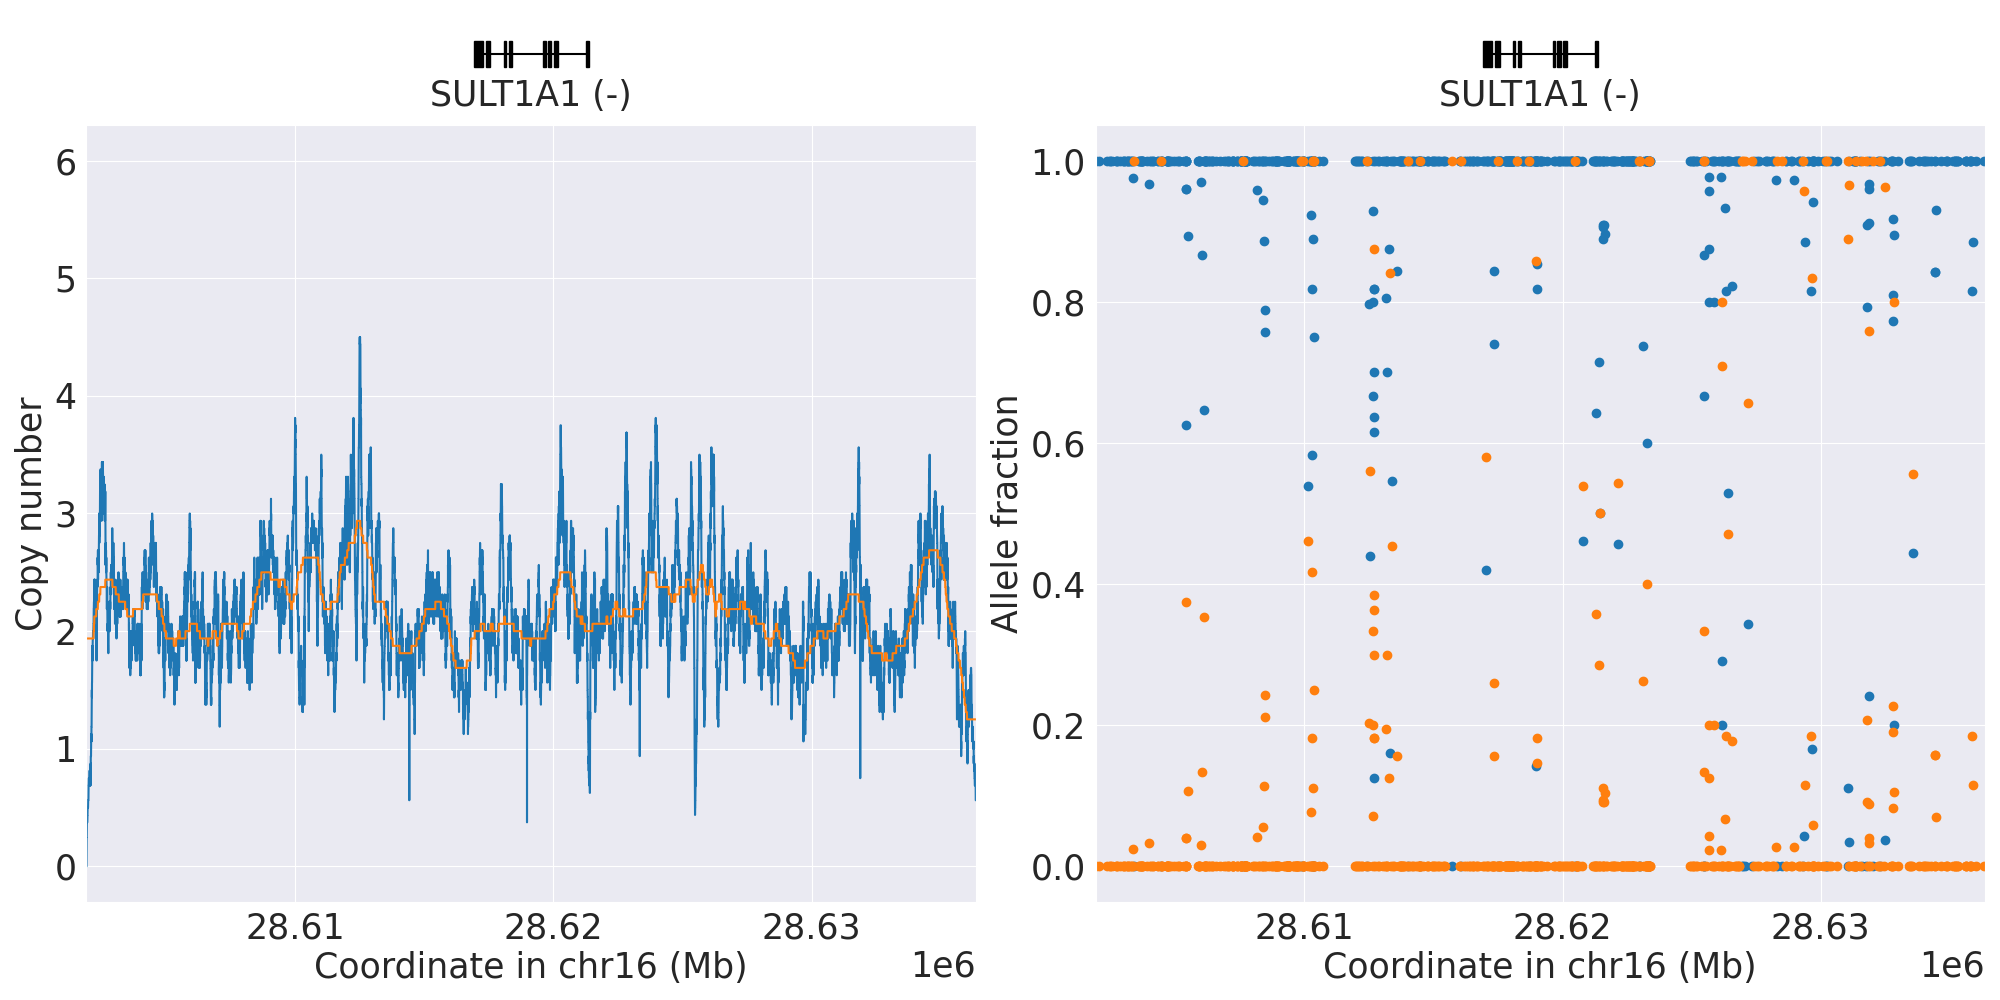 SULT1A1 (-)
6
5
4
3
2
1
0
Copy number
28.61 28.62 28.63
Coordinate in chr16 (Mb) 1e6
SULT1A1 (-)
1.0
0.8
0.6
0.4
0.2
0.0
Allele fraction
28.61 28.62 28.63
Coordinate in chr16 (Mb) 1e6